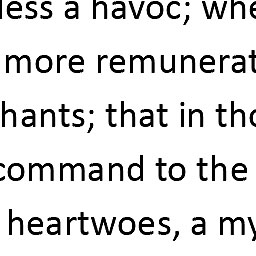 less a havoc; whe
more remunerat
hants; that in tho
command to the
heartwoes, a my